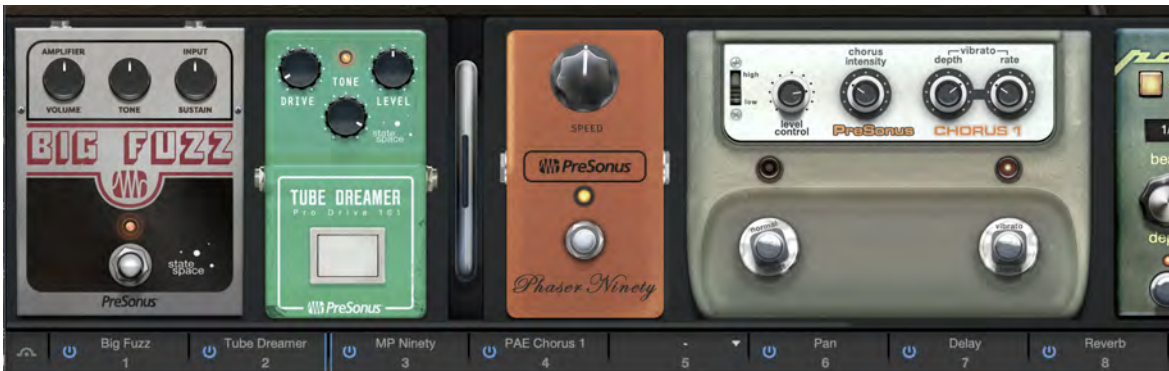 AMPLIFIER INPUT
VOLUME TONE SUSTAIN
BIG FUZZ
state
space
PreSonus
TONE
DRIVE LEVEL
state
space
TUBE DREAMER
Pro Drive 101
PreSonus
SPEED
PreSonus
Phaser Ninety
high
low
level
control
chorus
intensity
vibrato
depth rate
PreSonus CHORUS 1
normal
vibrato
Big Fuzz
1
Tube Dreamer
2
MP Ninety
3
PAE Chorus 1
4
-
5
Pan
6
Delay
7
Reverb
8